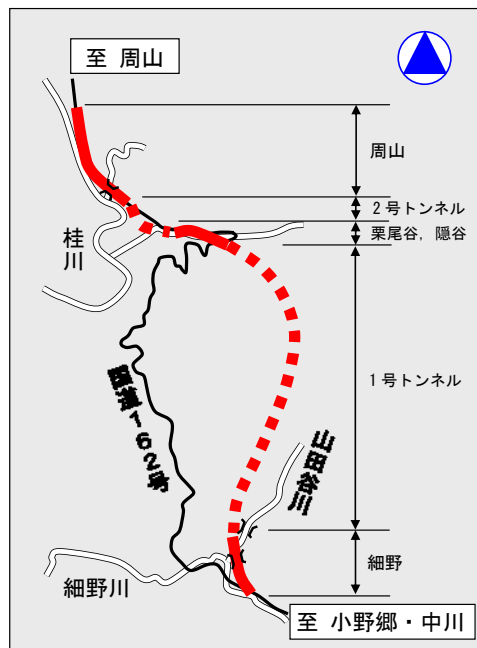 至 周山
周山
2号トンネル
栗尾谷，隠谷
桂川
1号トンネル
国道162号
山田谷川
細野
細野川
至 小野郷・中川